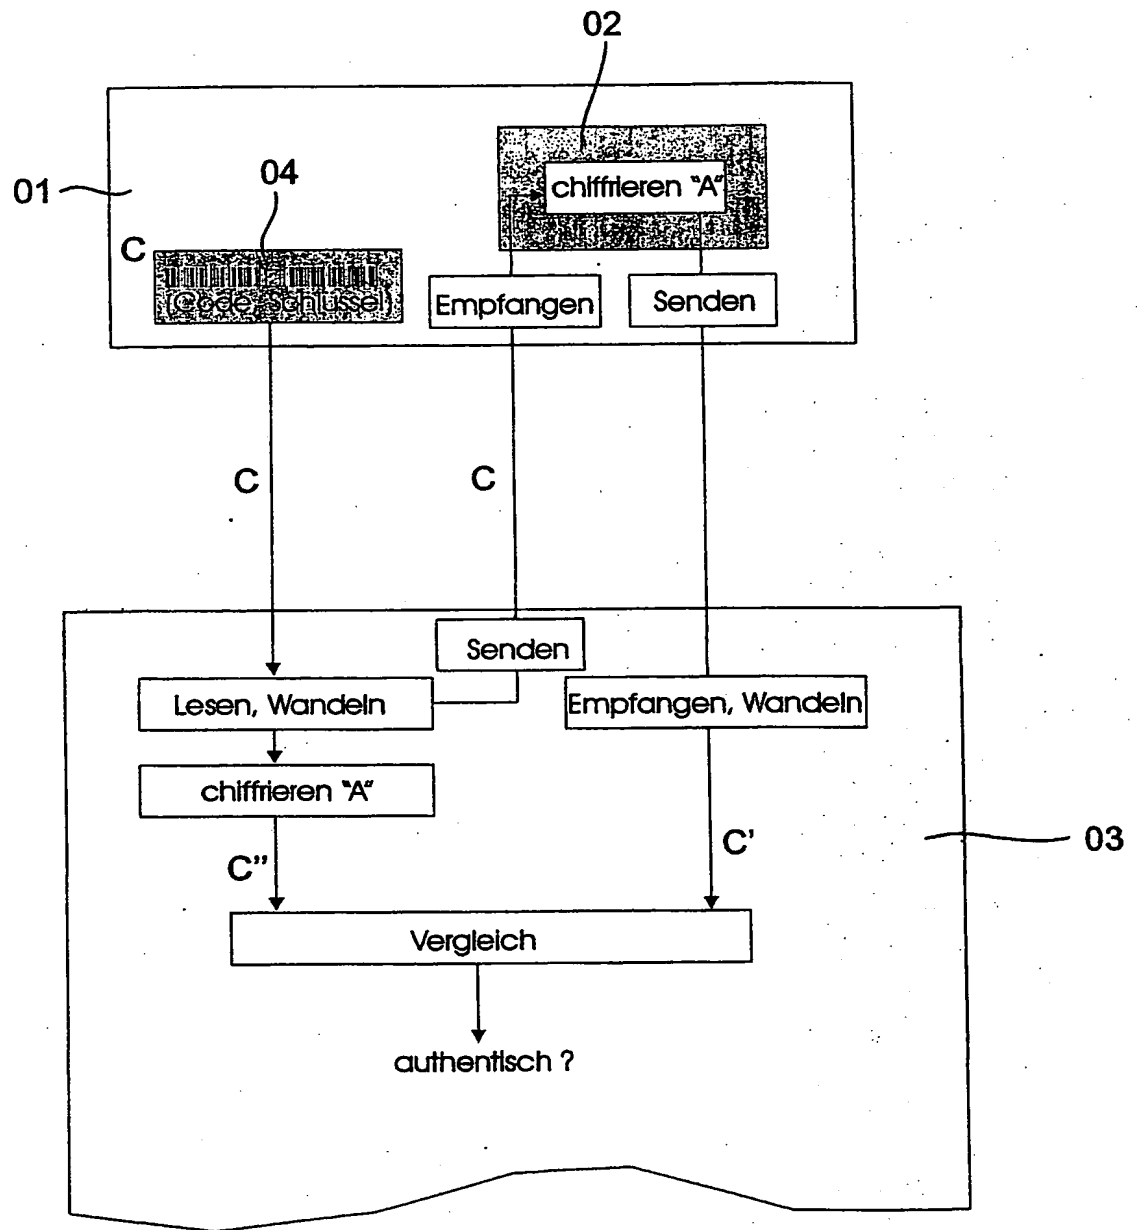 02
chiffrieren "A"
01
04
C
(Code, Schlüssel)
Empfangen
Senden
C
C
Senden
Lesen, Wandeln
Empfangen, Wandeln
chiffrieren "A"
03
C''
C'
Vergleich
authentisch ?